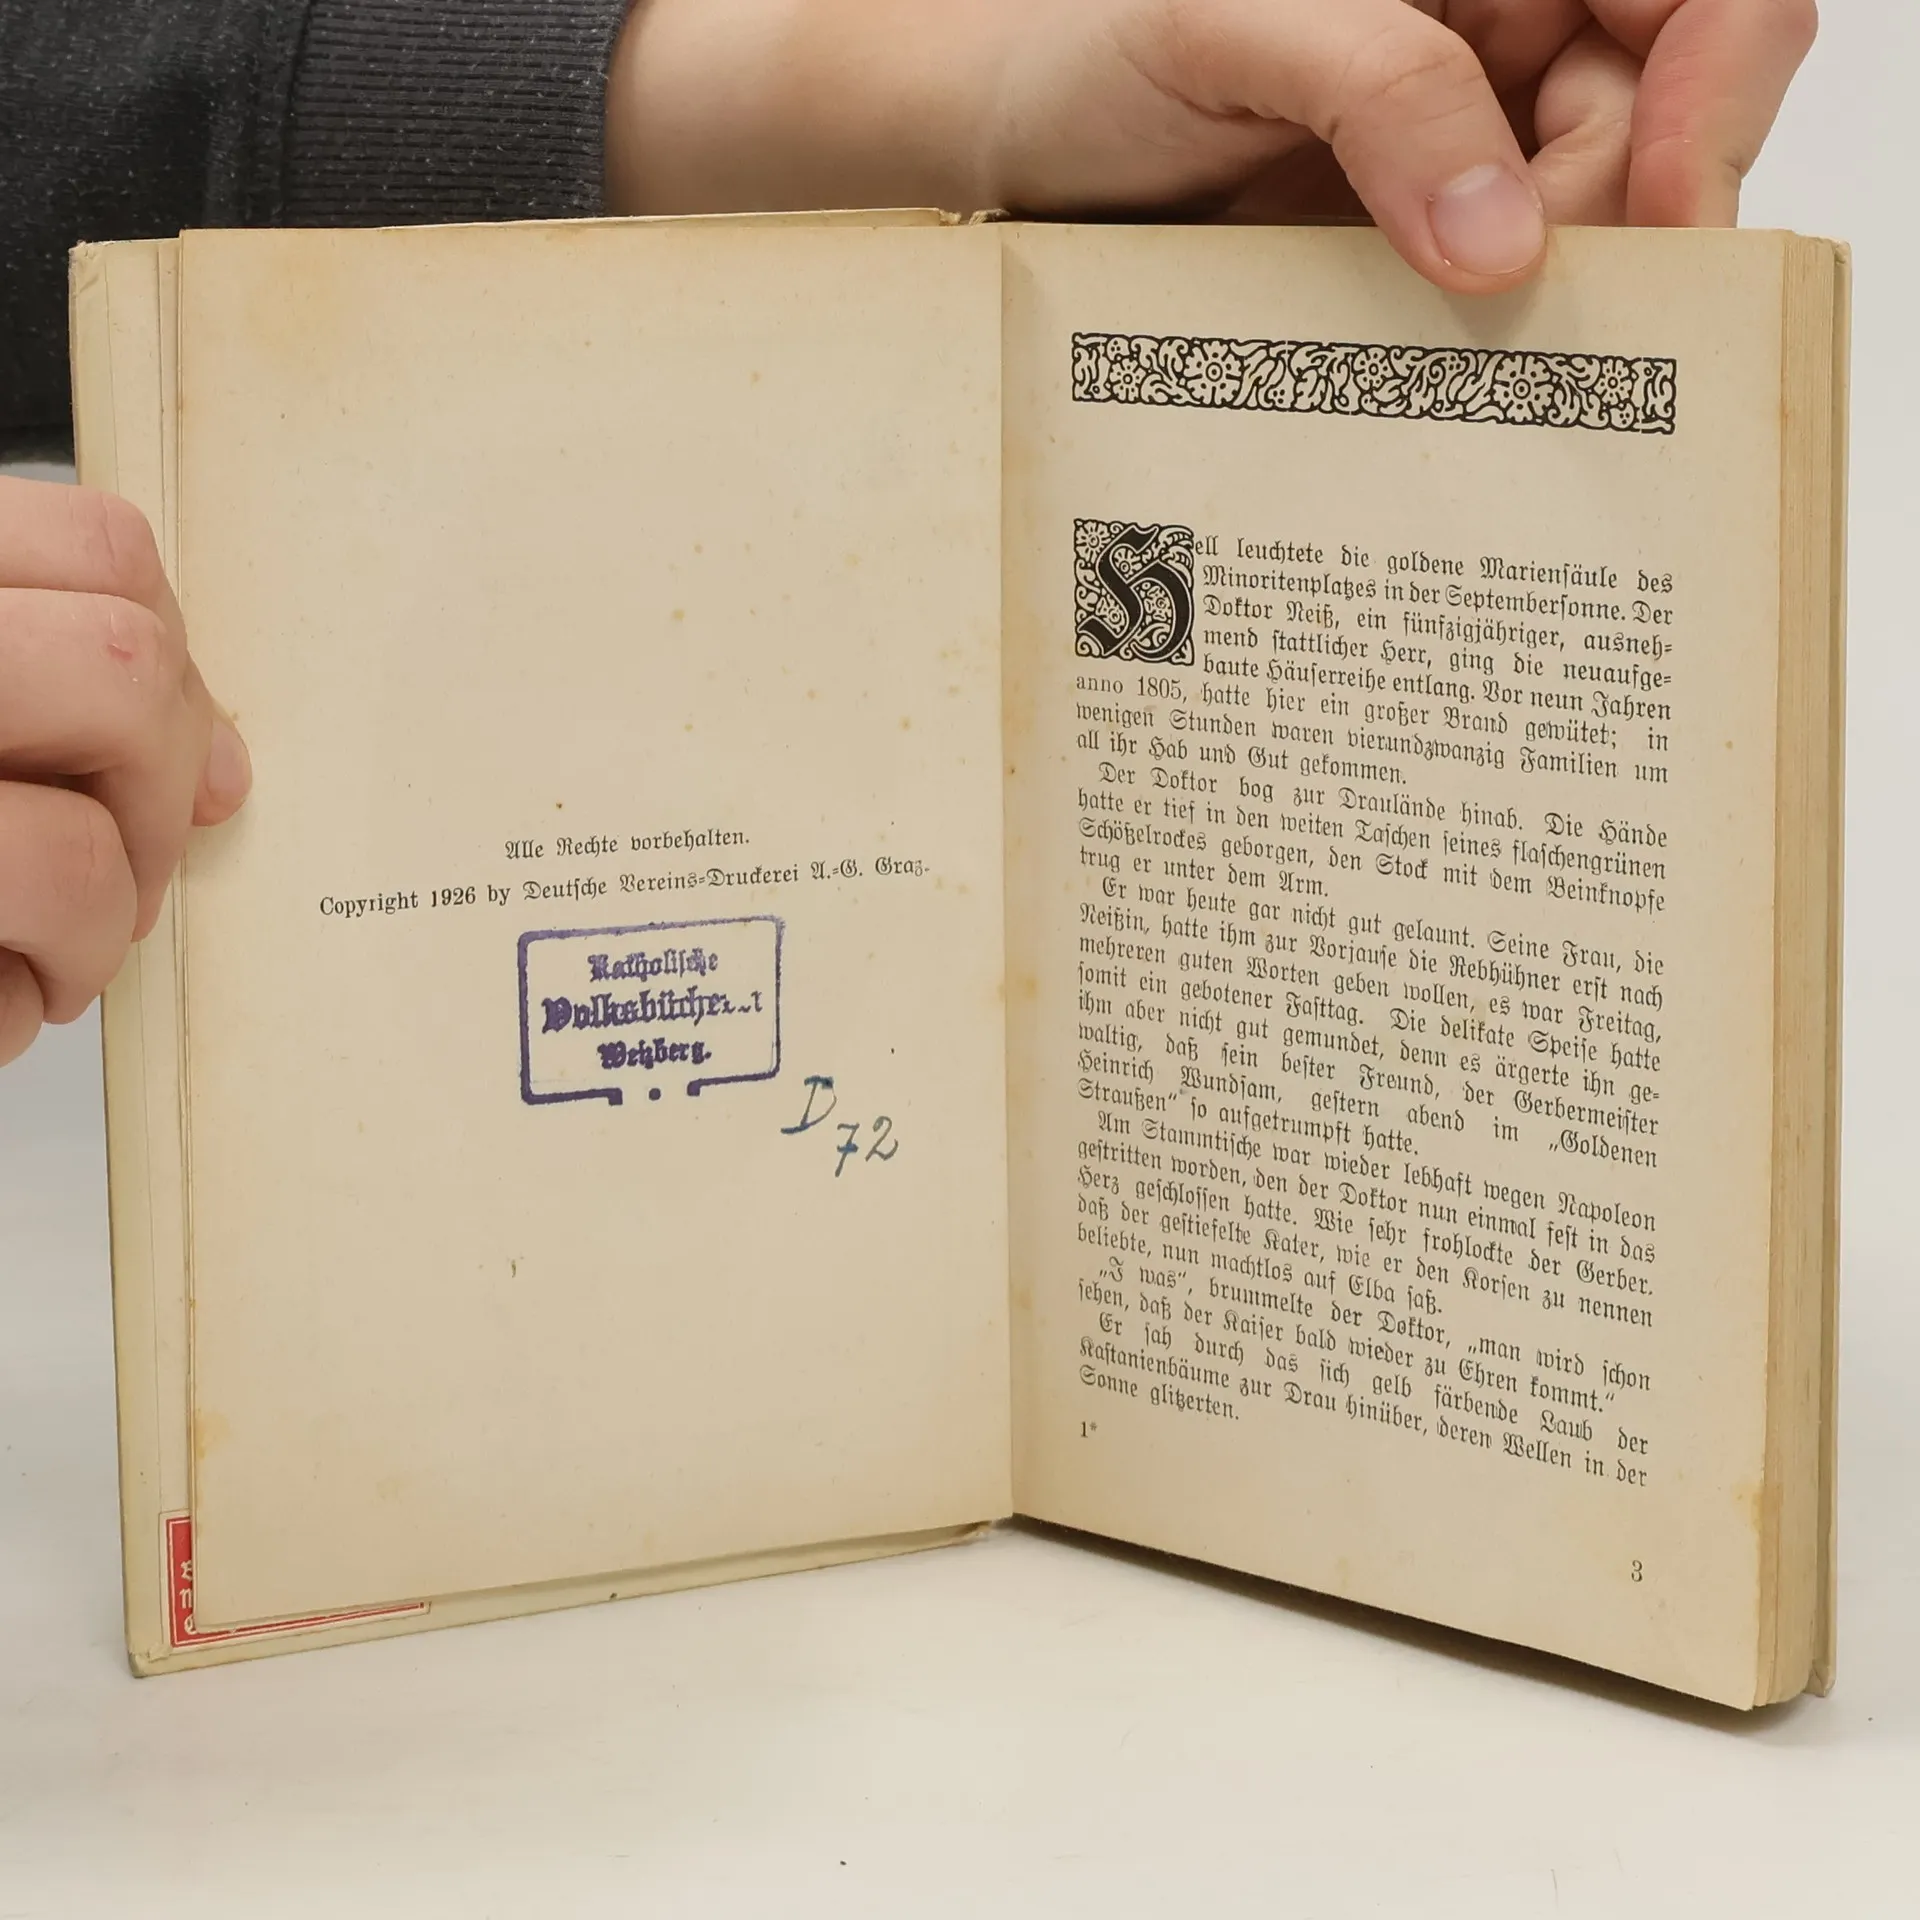 Alle Rechte vorbehalten.
Copyright 1926 by Deutsche Vereins=Druckerei A.=G. Graz.
Katholische
Weizberg.
D
72
Hell leuchtete die goldene Mariensäule des
Minoritenplatzes in der Septembersonne. Der
Doktor Neiß, ein fünfzigjähriger, ausneh=
mend stattlicher Herr, ging die neuaufge=
baute Häuserreihe entlang. Vor neun Jahren
anno 1805, hatte hier ein großer Brand gewütet; in
wenigen Stunden waren vierundzwanzig Familien um
all ihr Hab und Gut gekommen.
Der Doktor bog zur Draulände hinab. Die Hände
hatte er tief in den weiten Taschen seines flaschengrünen
Schößelrockes geborgen, den Stock mit dem Beinknopfe
trug er unter dem Arm.
Er war heute gar nicht gut gelaunt. Seine Frau, die
Neißin, hatte ihm zur Vorjause die Rebhühner erst nach
mehreren guten Worten geben wollen, es war Freitag,
somit ein gebotener Fasttag. Die delikate Speise hatte
ihm aber nicht gut gemundet, denn es ärgerte ihn ge=
waltig, daß sein bester Freund, der Gerbermeister
Heinrich Wundsam, gestern abend im „Goldenen
Straußen“ so aufgetrumpft hatte.
Am Stammtische war wieder lebhaft wegen Napoleon
gestritten worden, den der Doktor nun einmal fest in das
Herz geschlossen hatte. Wie sehr frohlockte der Gerber.
daß der gestiefelte Kater, wie er den Korsen zu nennen
beliebte, nun machtlos auf Elba saß.
„I was“, brummelte der Doktor, „man wird schon
sehen, daß der Kaiser bald wieder zu Ehren kommt.“
Er sah durch das sich gelb färbende Laub der
Kastanienbäume zur Drau hinüber, deren Wellen in der
Sonne glitzerten.
1*
3